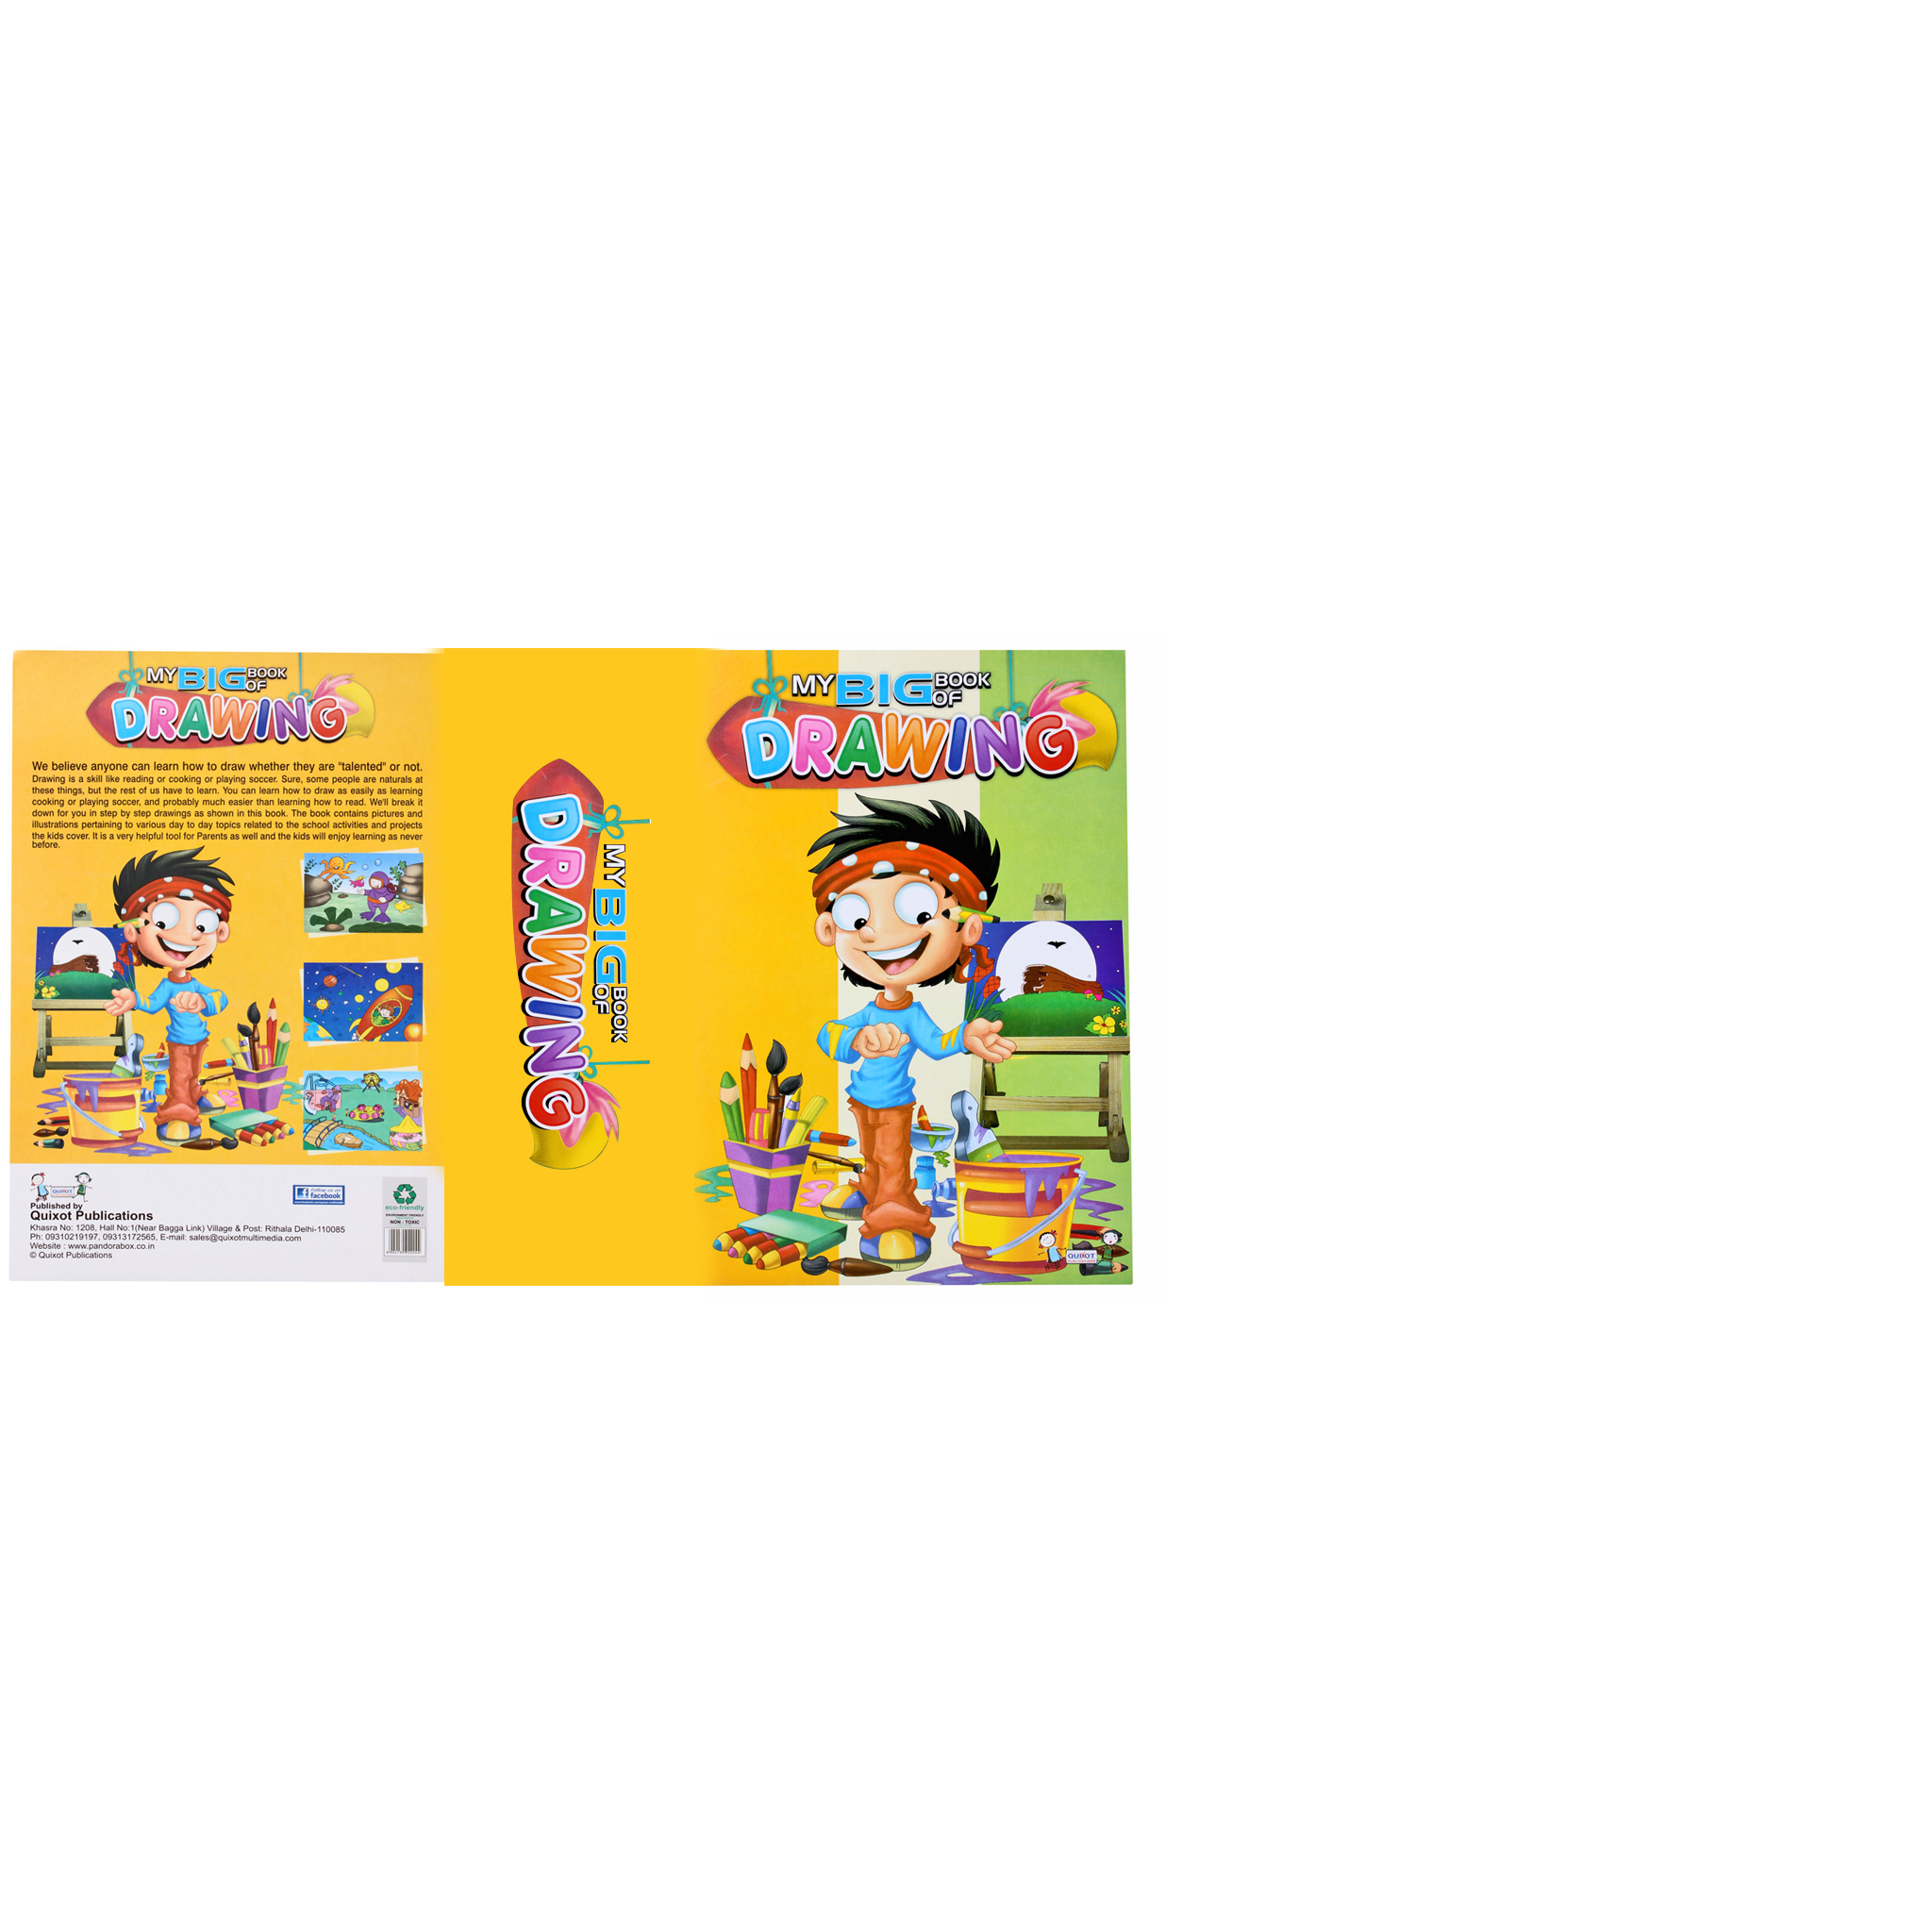 MY BIG BOOK OF
DRAWING
We believe anyone can learn how to draw whether they are "talented" or not.
Drawing is a skill like reading or cooking or playing soccer. Sure, some people are naturals at
these things, but the rest of us have to learn. You can learn how to draw as easily as learning
cooking or playing soccer, and probably much easier than learning how to read. We'll break it
down for you in step by step drawings as shown in this book. The book contains pictures and
illustrations pertaining to various day to day topics related to the school activities and projects
the kids cover. It is a very helpful tool for Parents as well and the kids will enjoy learning as never
before.
QUIXOT
Published by
Quixot Publications
Khasra No: 1208, Hall No:1(Near Bagga Link) Village & Post: Rithala Delhi-110085
Ph: 09310219197, 09313172565, E-mail: sales@quixotmultimedia.com
Website : www.pandorabox.co.in
© Quixot Publications
Follow us on
facebook
eco-friendly
ENVIRONMENT FRIENDLY
NON - TOXIC
MY BIG BOOK OF
DRAWING
MY BIG BOOK OF
DRAWING
QUIXOT